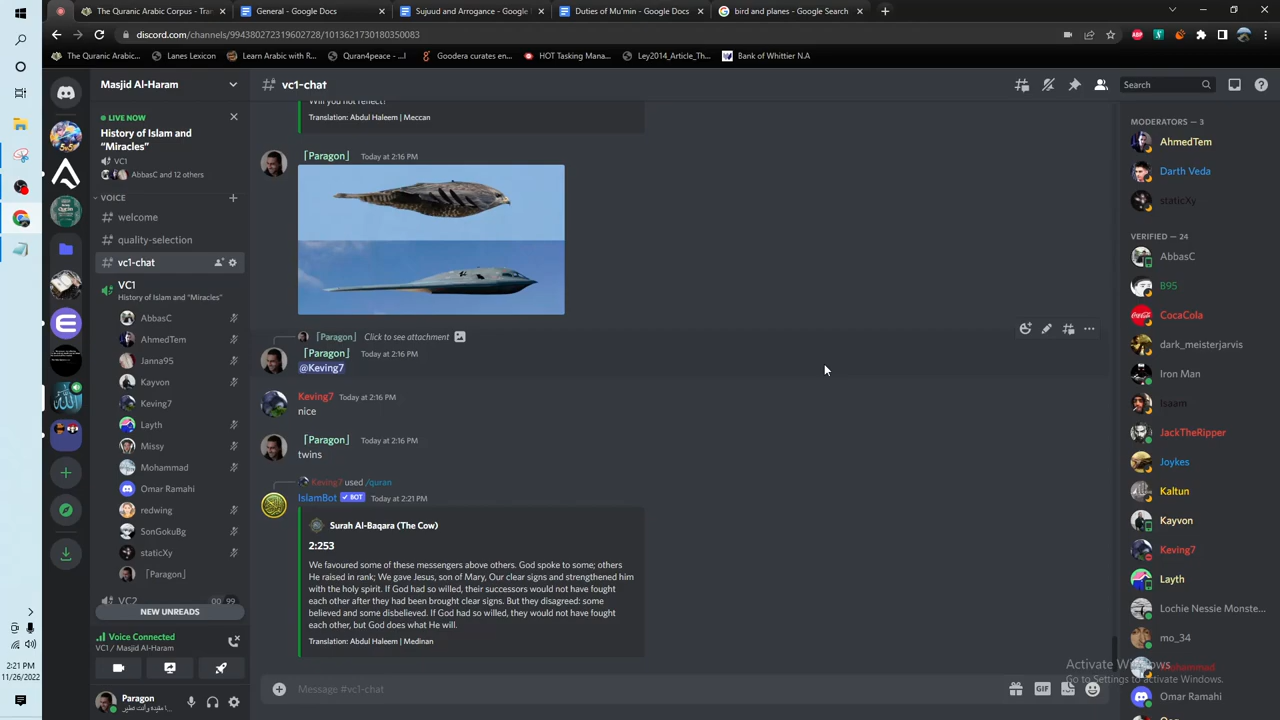 The Quranic Arabic Corpus - Tra
General - Google Docs
Sujuud and Arrogance - Google
Duties of Mu'min - Google Docs
bird and planes - Google Search
discord.com/channels/994380272319602728/1013621730180350083
The Quranic Arabic...
Lanes Lexicon
Learn Arabic with R...
Quran4peace - ...l
Goodera curates en...
HOT Tasking Mana...
Ley2014_Article_Th...
Bank of Whittier N.A
Masjid Al-Haram
vc1-chat
Search
LIVE NOW
History of Islam and
“Miracles”
VC1
AbbasC and 12 others
VOICE
welcome
quality-selection
vc1-chat
VC1
History of Islam and "Miracles"
AbbasC
AhmedTem
Janna95
Kayvon
Keving7
Layth
Missy
Mohammad
Omar Ramahi
redwing
SonGokuBg
staticXy
「Paragon」
VC2
00 99
NEW UNREADS
Voice Connected
VC1 / Masjid Al-Haram
Paragon
Will you not reflect?
Translation: Abdul Haleem | Meccan
「Paragon」 Today at 2:16 PM
「Paragon」 Click to see attachment
「Paragon」 Today at 2:16 PM
@Keving7
Keving7 Today at 2:16 PM
nice
「Paragon」 Today at 2:16 PM
twins
Keving7 used /quran
IslamBot BOT Today at 2:21 PM
Surah Al-Baqara (The Cow)
2:253
We favoured some of these messengers above others. God spoke to some; others
He raised in rank; We gave Jesus, son of Mary, Our clear signs and strengthened him
with the holy spirit. If God had so willed, their successors would not have fought
each other after they had been brought clear signs. But they disagreed: some
believed and some disbelieved. If God had so willed, they would not have fought
each other, but God does what He will.
Translation: Abdul Haleem | Medinan
Message #vc1-chat
GIF
MODERATORS — 3
AhmedTem
Darth Veda
staticXy
VERIFIED — 24
AbbasC
B95
CocaCola
dark_meisterjarvis
Iron Man
Isaam
JackTheRipper
Joykes
Kaltun
Kayvon
Keving7
Layth
Lochie Nessie Monste...
mo_34
Mohammad
Omar Ramahi
Activate Windows
Go to Settings to activate Windows.
2:21 PM
11/26/2022